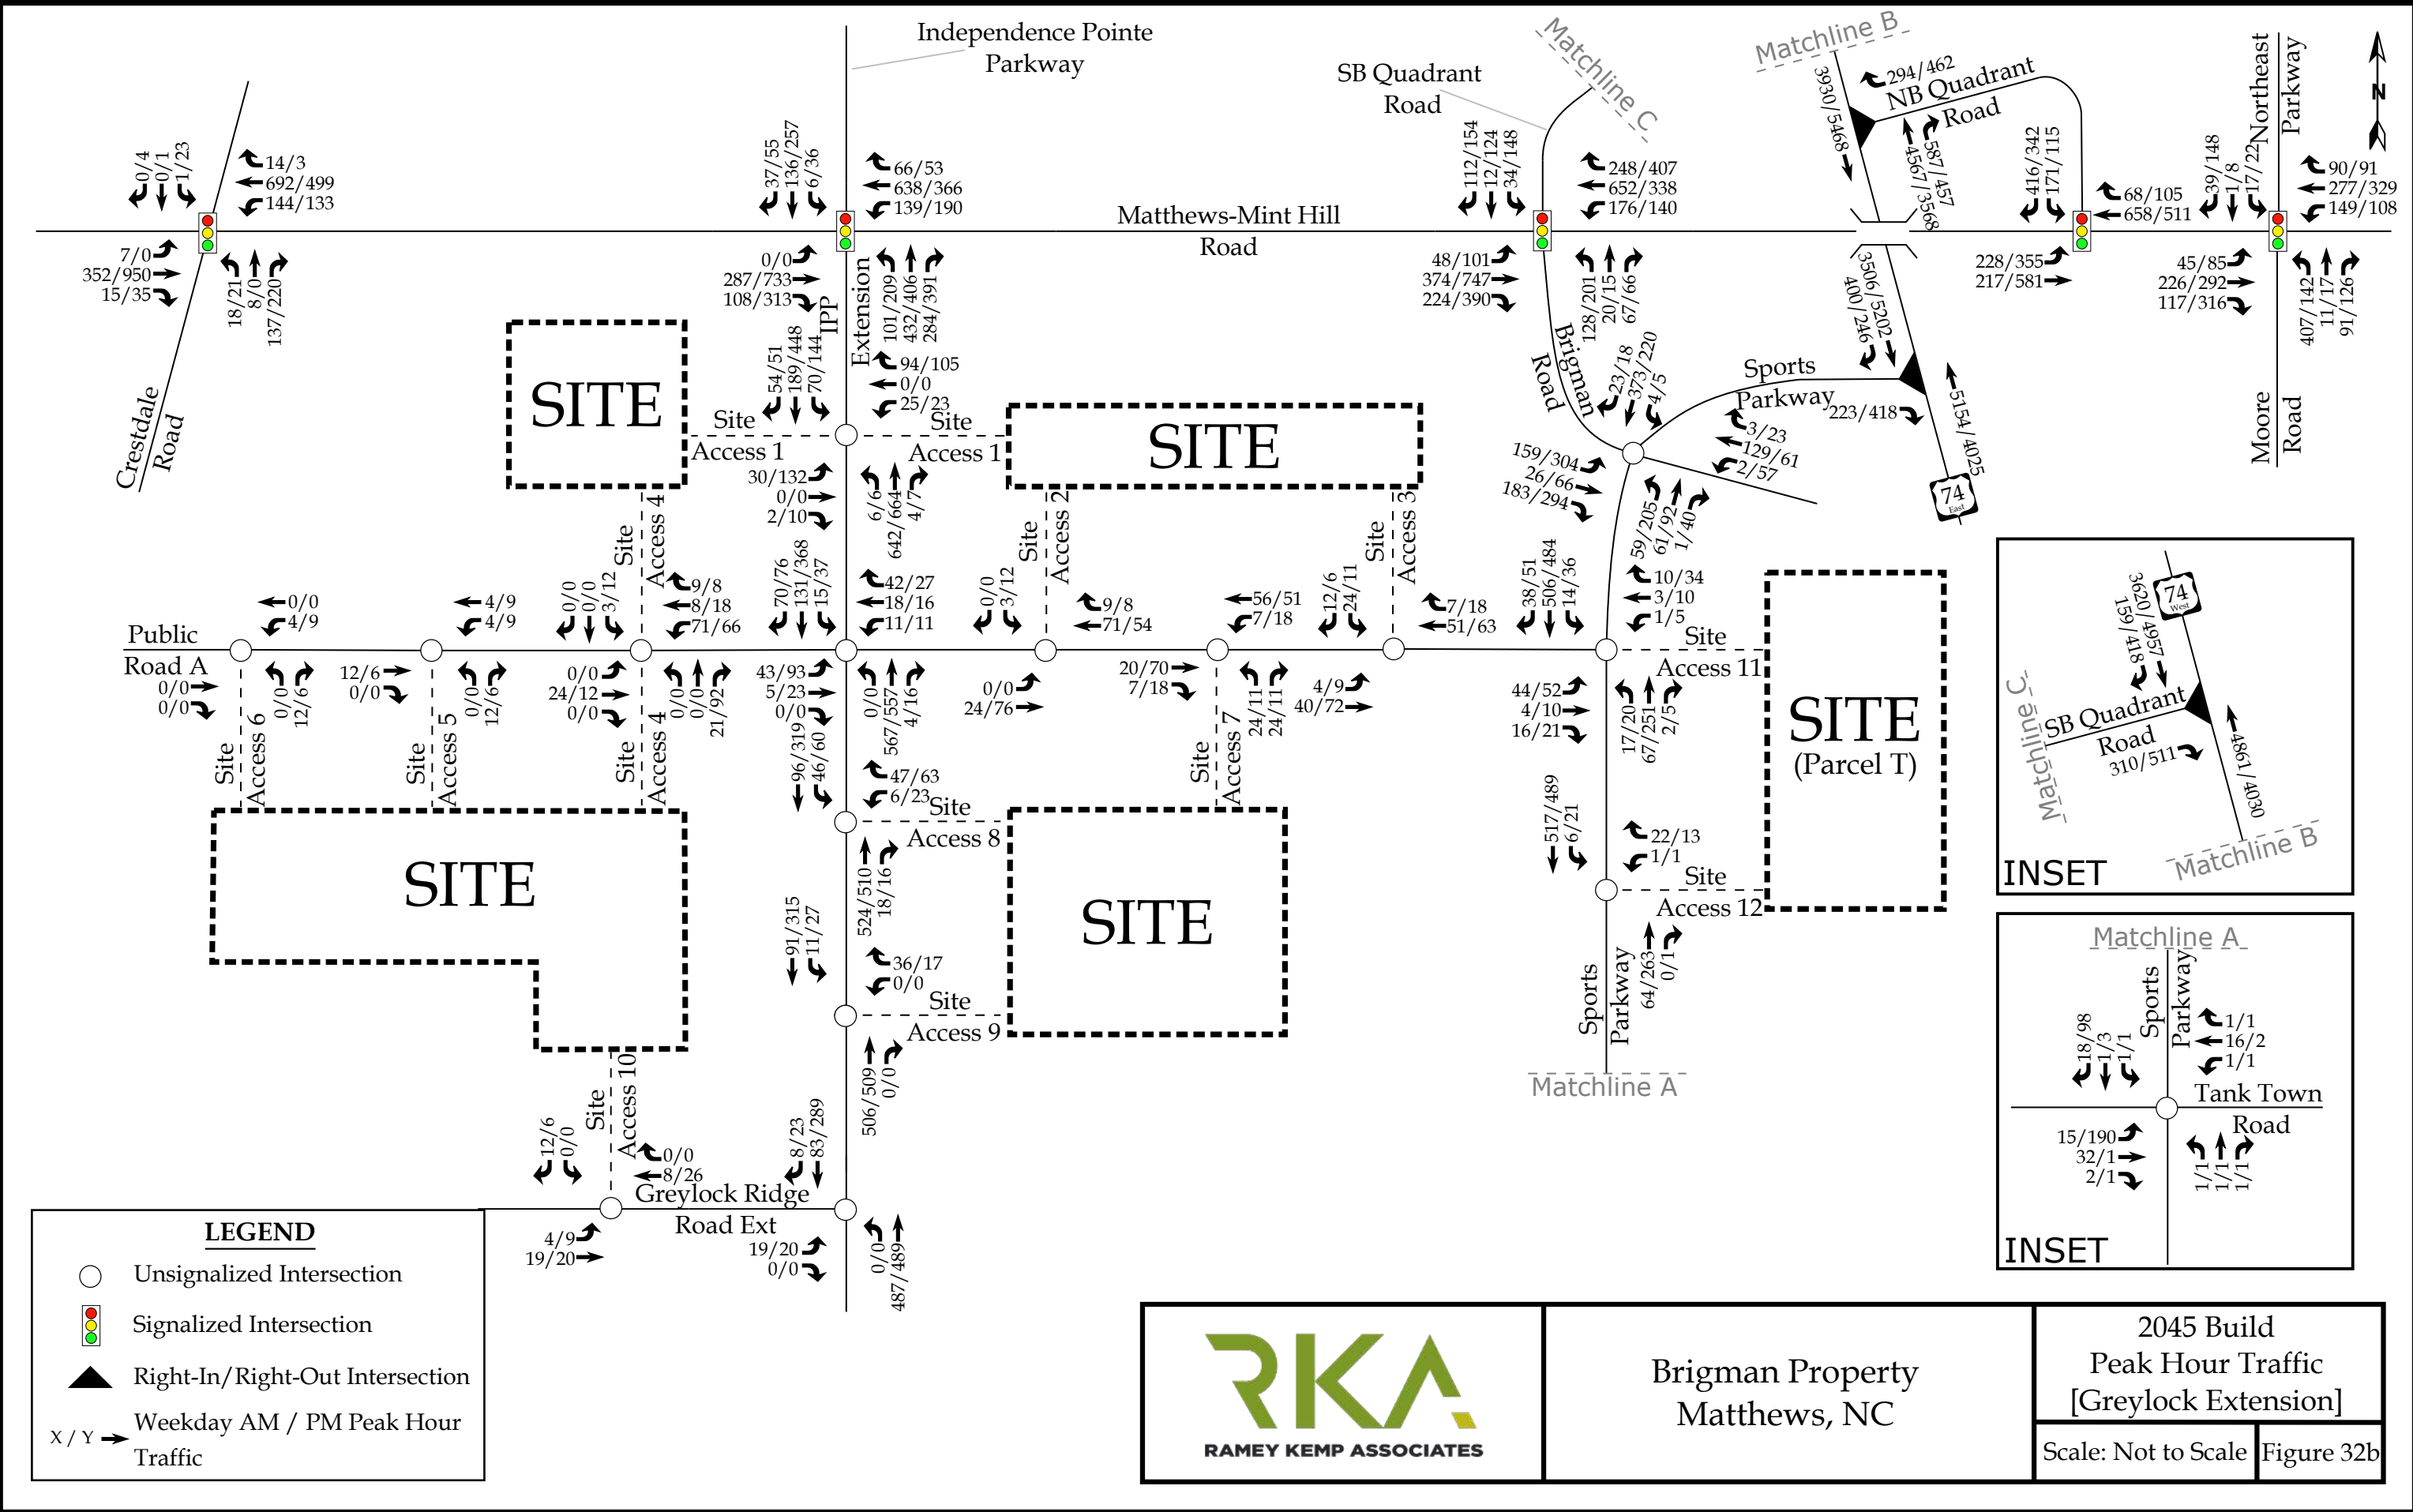 Independence Pointe
Parkway
SB Quadrant
Road
Matchline C
Matchline B
3930/5468
294/462
NB Quadrant
Road
587/457
4567/3568
Northeast
Parkway
N
0/4
0/1
1/23
14/3
692/499
144/133
7/0
352/950
15/35
18/21
8/0
137/220
Crestdale
Road
37/55
136/257
6/36
66/53
638/366
139/190
0/0
287/733
108/313
101/209
432/406
284/391
IPP
Extension
Matthews-Mint Hill
Road
112/154
12/124
34/148
248/407
652/338
176/140
48/101
374/747
224/390
128/201
20/15
67/66
Brigman
Road
416/342
171/115
68/105
658/511
228/355
217/581
39/148
1/8
17/22
90/91
277/329
149/108
45/85
226/292
117/316
407/142
11/17
91/126
Moore
Road
3506/5202
400/246
Sports
Parkway
223/418
5154/4025
74
East
SITE
Site
Access 1
54/51
189/448
70/144
94/105
0/0
25/23
Site
Access 1
30/132
0/0
2/10
6/6
642/664
4/7
SITE
23/18
373/220
4/5
3/23
129/61
2/57
159/304
26/66
183/294
59/205
61/92
1/40
Public
Road A
0/0
4/9
0/0
0/0
0/0
12/6
Site
Access 6
4/9
4/9
12/6
0/0
0/0
12/6
Site
Access 5
Site
Access 4
0/0
0/0
3/12
9/8
8/18
71/66
0/0
24/12
0/0
0/0
0/0
21/92
Site
Access 4
70/76
131/368
15/37
42/27
18/16
11/11
43/93
5/23
0/0
0/0
567/557
4/16
Site
Access 2
0/0
3/12
9/8
71/54
0/0
24/76
56/51
7/18
20/70
7/18
24/11
24/11
Site
Access 7
Site
Access 3
12/6
24/11
7/18
51/63
4/9
40/72
38/51
506/484
14/36
10/34
3/10
1/5
Site
Access 11
44/52
4/10
16/21
17/20
67/251
2/5
SITE
(Parcel T)
96/319
46/60
47/63
6/23
Site
Access 8
524/510
18/16
SITE
SITE
91/315
11/27
36/17
0/0
Site
Access 9
506/509
0/0
517/489
6/21
22/13
1/1
Site
Access 12
64/263
0/1
Sports
Parkway
Matchline A
Site
Access 10
12/6
0/0
0/0
8/26
4/9
19/20
Greylock Ridge
Road Ext
8/23
83/289
19/20
0/0
0/0
487/489
74
West
3620/4957
159/418
Matchline C
SB Quadrant
Road
310/511
4861/4030
Matchline B
INSET
Matchline A
Sports
Parkway
18/98
1/3
1/1
1/1
16/2
1/1
Tank Town
Road
15/190
32/1
2/1
1/1
1/1
1/1
INSET
LEGEND
Unsignalized Intersection
Signalized Intersection
Right-In/Right-Out Intersection
X / Y
Weekday AM / PM Peak Hour
Traffic
RKA
RAMEY KEMP ASSOCIATES
Brigman Property
Matthews, NC
2045 Build
Peak Hour Traffic
[Greylock Extension]
Scale: Not to Scale
Figure 32b